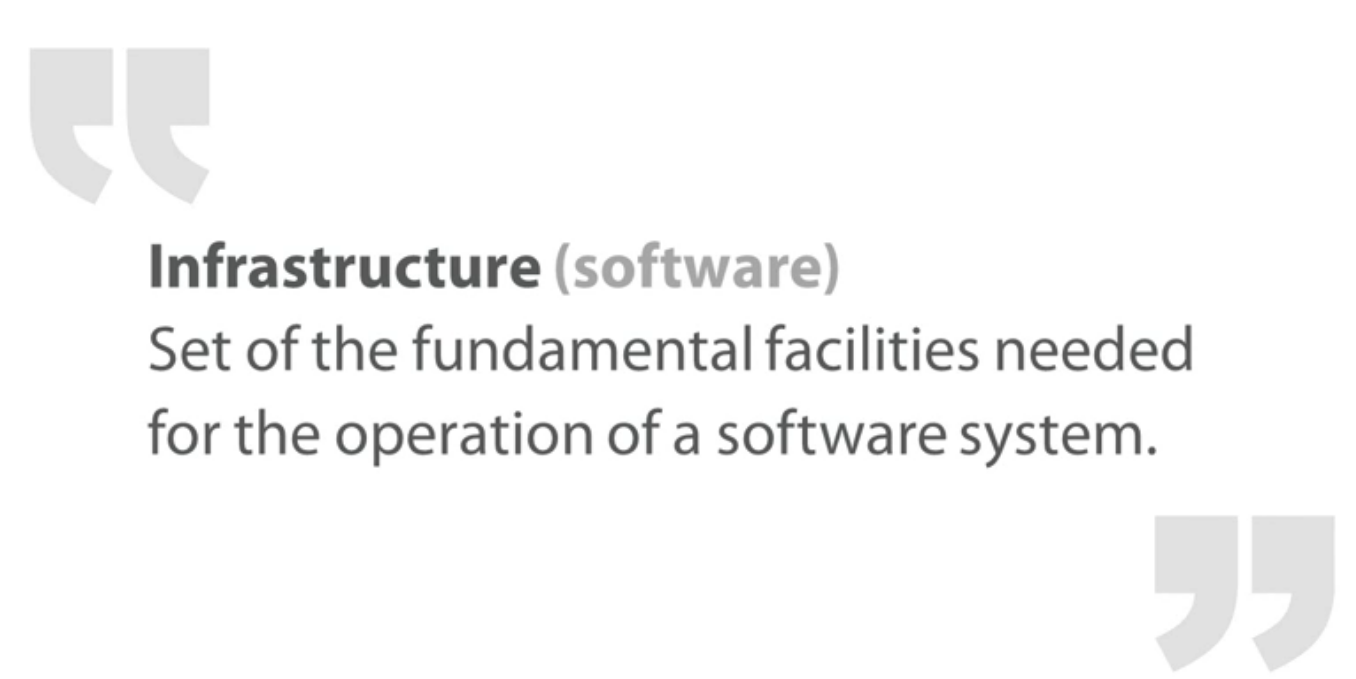 Infrastructure (software)
Set of the fundamental facilities needed
for the operation of a software system.